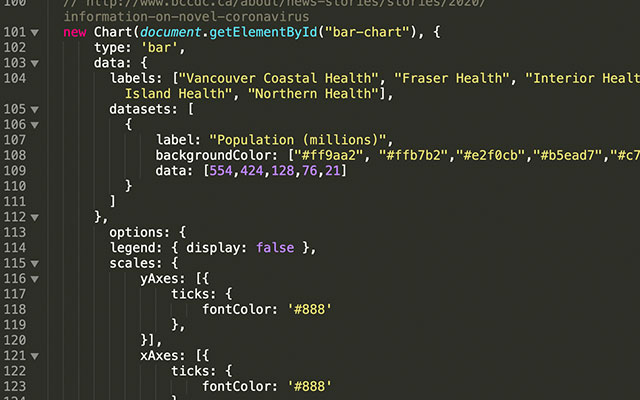 100 // http://www.bccdc.ca/about/news-stories/stories/2020/
information-on-novel-coronavirus
101 new Chart(document.getElementById("bar-chart"), {
102 type: 'bar',
103 data: {
104 labels: ["Vancouver Coastal Health", "Fraser Health", "Interior Healt
Island Health", "Northern Health"],
105 datasets: [
106 {
107 label: "Population (millions)",
108 backgroundColor: ["#ff9aa2", "#ffb7b2","#e2f0cb","#b5ead7","#c7
109 data: [554,424,128,76,21]
110 }
111 ]
112 },
113 options: {
114 legend: { display: false },
115 scales: {
116 yAxes: [{
117 ticks: {
118 fontColor: '#888'
119 },
120 }],
121 xAxes: [{
122 ticks: {
123 fontColor: '#888'
124 }